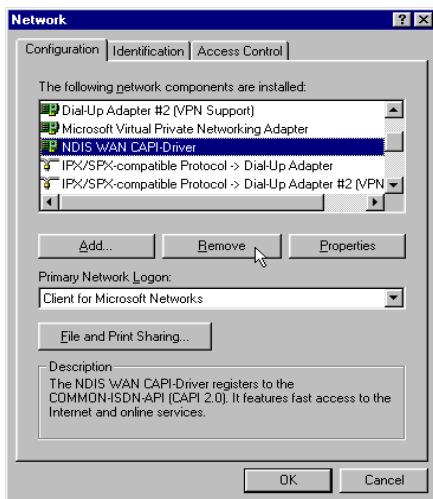 Network
Configuration Identification Access Control
The following network components are installed:
Dial-Up Adapter #2 (VPN Support)
Microsoft Virtual Private Networking Adapter
NDIS WAN CAPI-Driver
IPX/SPX-compatible Protocol -> Dial-Up Adapter
IPX/SPX-compatible Protocol -> Dial-Up Adapter #2 (VPN
Add... Remove Properties
Primary Network Logon:
Client for Microsoft Networks
File and Print Sharing...
Description
The NDIS WAN CAPI-Driver registers to the
COMMON-ISDN-API (CAPI 2.0). It features fast access to the
Internet and online services.
OK Cancel